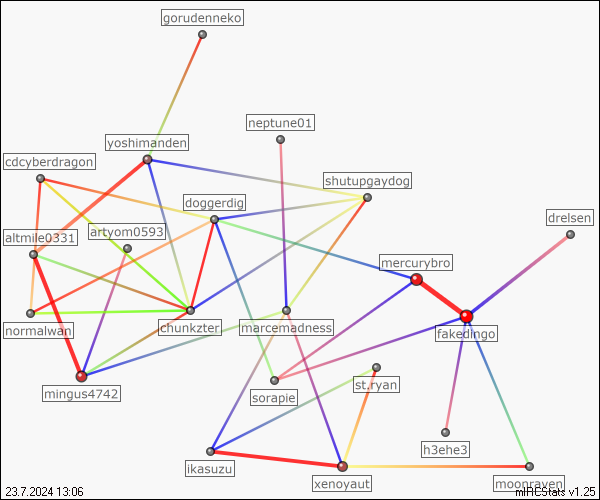 gorudenneko
neptune01
yoshimanden
cdcyberdragon
shutupgaydog
doggerdig
drelsen
artyom0593
altmile0331
mercurybro
normalwan
chunkzter
marcemadness
fakedingo
mingus4742
st.ryan
sorapie
h3ehe3
ikasuzu
xenoyaut
moonraven
23.7.2024 13:06
mIRCStats v1.25